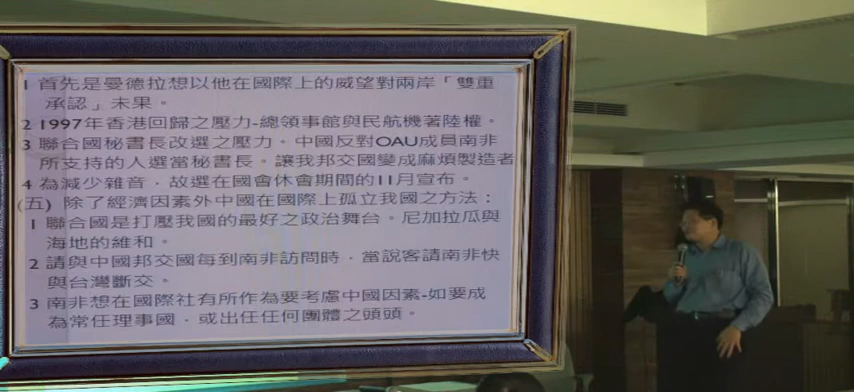 1 首先是曼德拉想以他在國際上的威望對兩岸「雙重
承認」未果。
2 1997年香港回歸之壓力-總領事館與民航機著陸權。
3 聯合國秘書長改選之壓力。中國反對OAU成員南非
所支持的人選當秘書長。讓我邦交國變成麻煩製造者
4 為減少雜音，故選在國會休會期間的11月宣布。
(五) 除了經濟因素外中國在國際上孤立我國之方法：
1 聯合國是打壓我國的最好之政治舞台。尼加拉瓜與
海地的維和。
2 請與中國邦交國每到南非訪問時，當說客請南非快
與台灣斷交。
3 南非想在國際社有所作為要考慮中國因素-如要成
為常任理事國，或出任任何團體之頭頭。